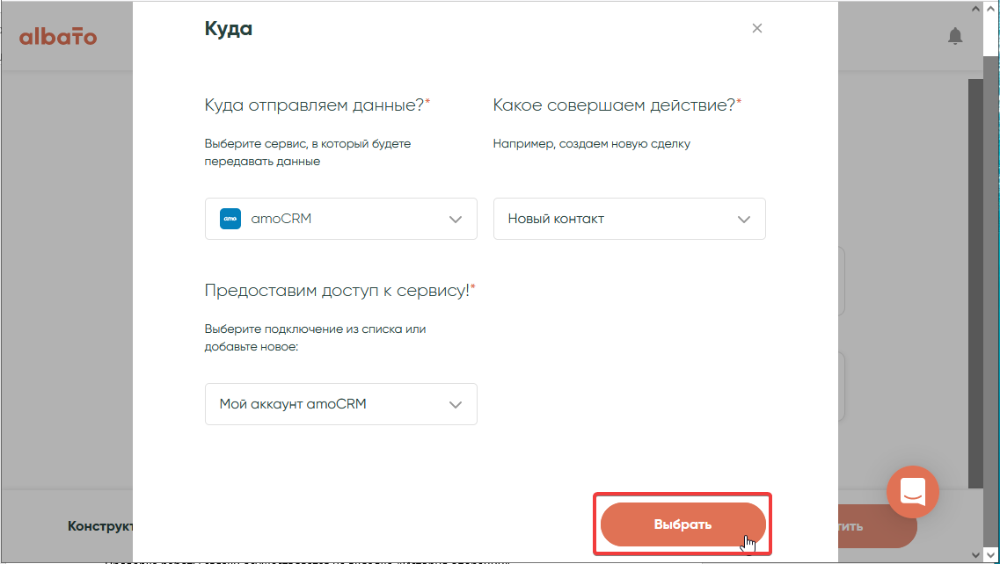 albato
Куда
Куда отправляем данные?*
Какое совершаем действие?*
Выберите сервис, в который будете
передавать данные
Например, создаем новую сделку
amo
amoCRM
Новый контакт
Предоставим доступ к сервису!*
Выберите подключение из списка или
добавьте новое:
Мой аккаунт amoCRM
Выбрать
Конструкт
тить